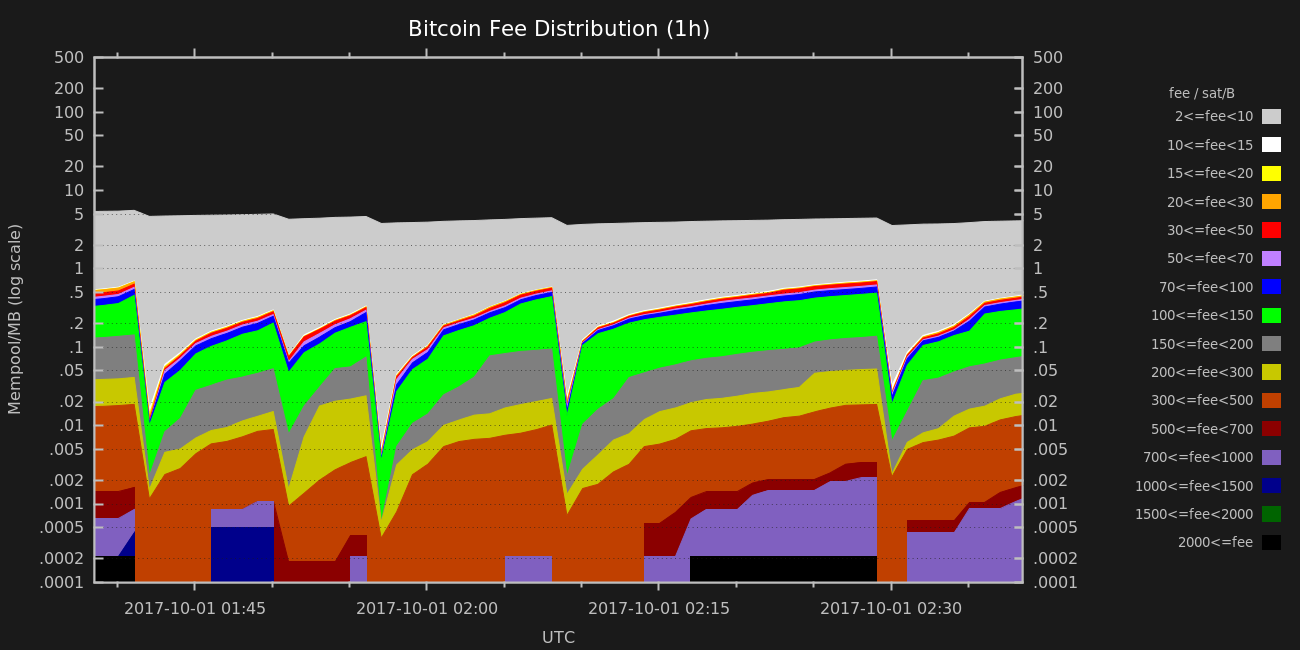 Bitcoin Fee Distribution (1h)
500 500
200 200
100 100
50 50
20 20
10 10
5 5
2 2
1 1
.5 .5
.2 .2
.1 .1
.05 .05
.02 .02
.01 .01
.005 .005
.002 .002
.001 .001
.0005 .0005
.0002 .0002
.0001 .0001
Mempool/MB (log scale)
2017-10-01 01:45 2017-10-01 02:00 2017-10-01 02:15 2017-10-01 02:30
UTC
fee / sat/B
2<=fee<10
10<=fee<15
15<=fee<20
20<=fee<30
30<=fee<50
50<=fee<70
70<=fee<100
100<=fee<150
150<=fee<200
200<=fee<300
300<=fee<500
500<=fee<700
700<=fee<1000
1000<=fee<1500
1500<=fee<2000
2000<=fee